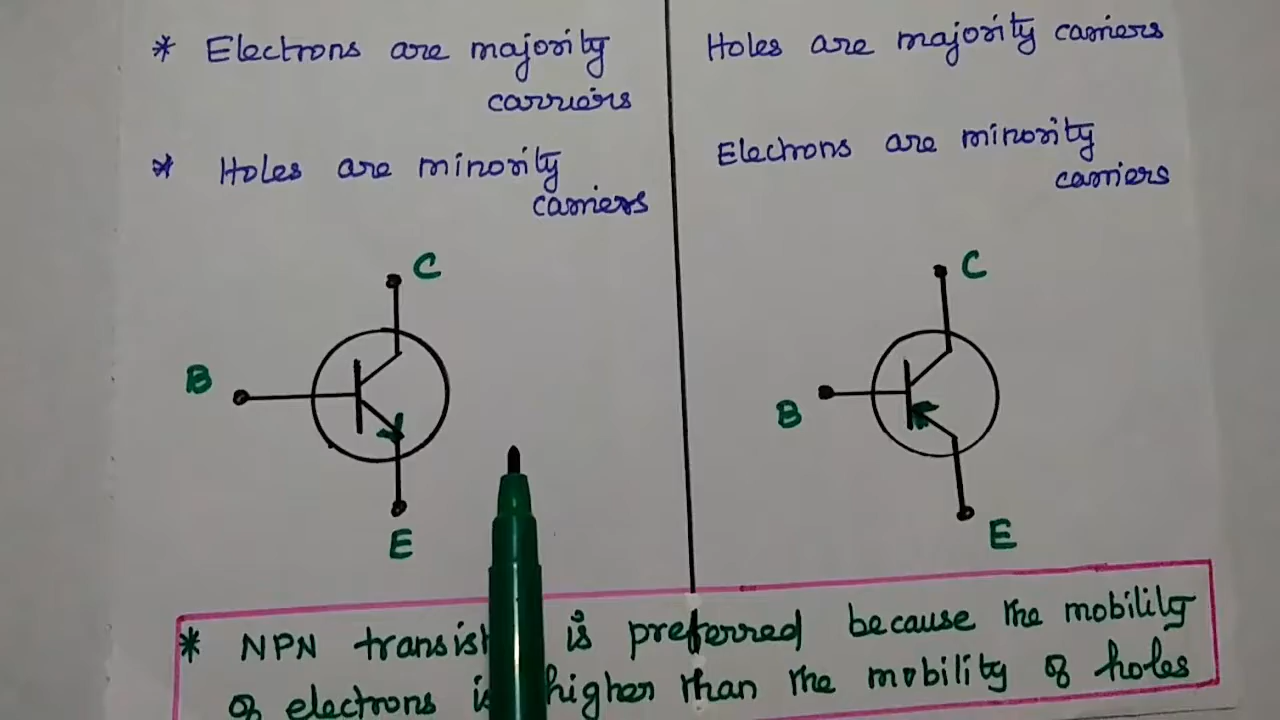 * Electrons are majority
carriers
* Holes are minority
carriers
C
B
E
Holes are majority carriers
Electrons are minority
carriers
C
B
E
* NPN is preferred because the mobility
of electrons higher than the mobility of holes